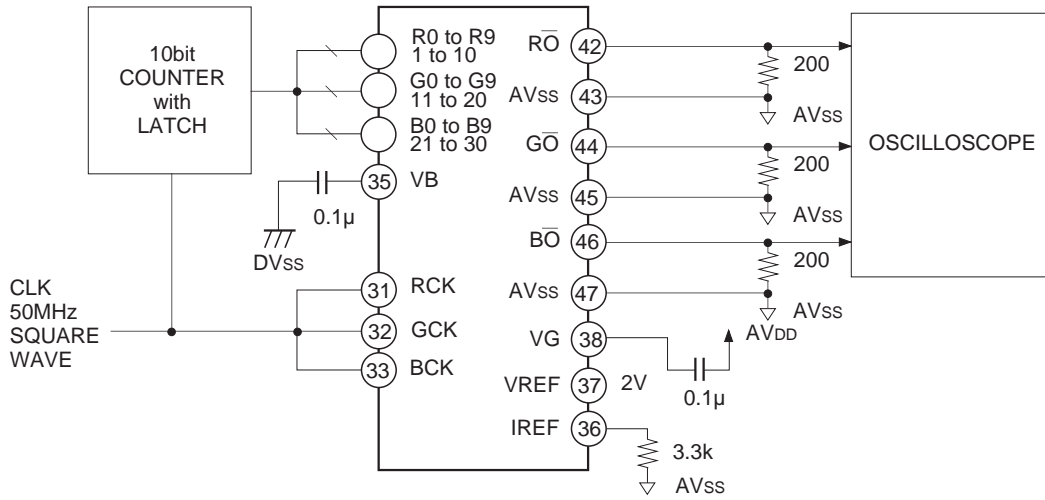 10bit
COUNTER
with
LATCH
R0 to R9
1 to 10
G0 to G9
11 to 20
B0 to B9
21 to 30
35
VB
0.1µ
DVSS
CLK
50MHz
SQUARE
WAVE
31
RCK
32
GCK
33
BCK
RO̅
42
AVSS
43
GO̅
44
AVSS
45
BO̅
46
AVSS
47
VG
38
VREF
37
2V
IREF
36
200
AVSS
200
AVSS
200
AVSS
AVDD
0.1µ
3.3k
AVSS
OSCILLOSCOPE